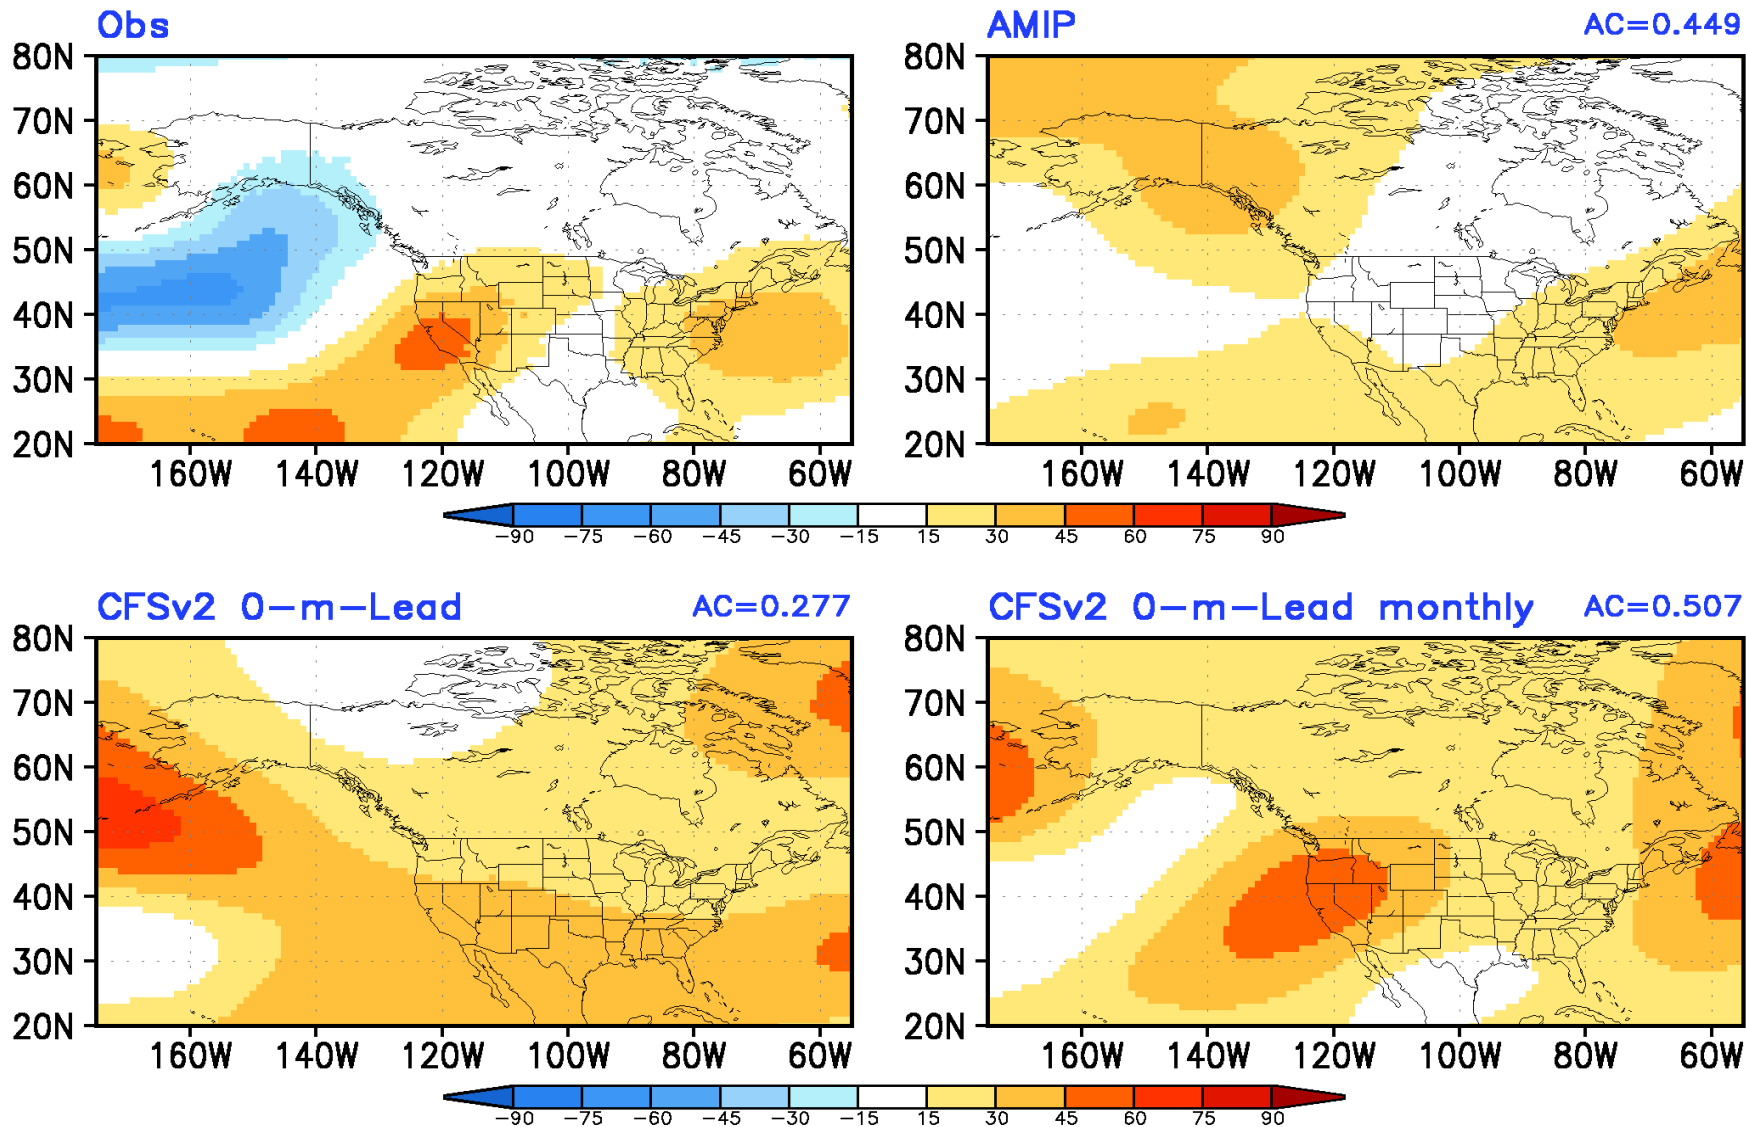 Obs
AMIP AC=0.449
80N 80N
70N 70N
60N 60N
50N 50N
40N 40N
30N 30N
20N 20N
160W 140W 120W 100W 80W 60W 160W 140W 120W 100W 80W 60W
−90 −75 −60 −45 −30 −15 15 30 45 60 75 90
CFSv2 0−m−Lead AC=0.277
CFSv2 0−m−Lead monthly AC=0.507
80N 80N
70N 70N
60N 60N
50N 50N
40N 40N
30N 30N
20N 20N
160W 140W 120W 100W 80W 60W 160W 140W 120W 100W 80W 60W
−90 −75 −60 −45 −30 −15 15 30 45 60 75 90